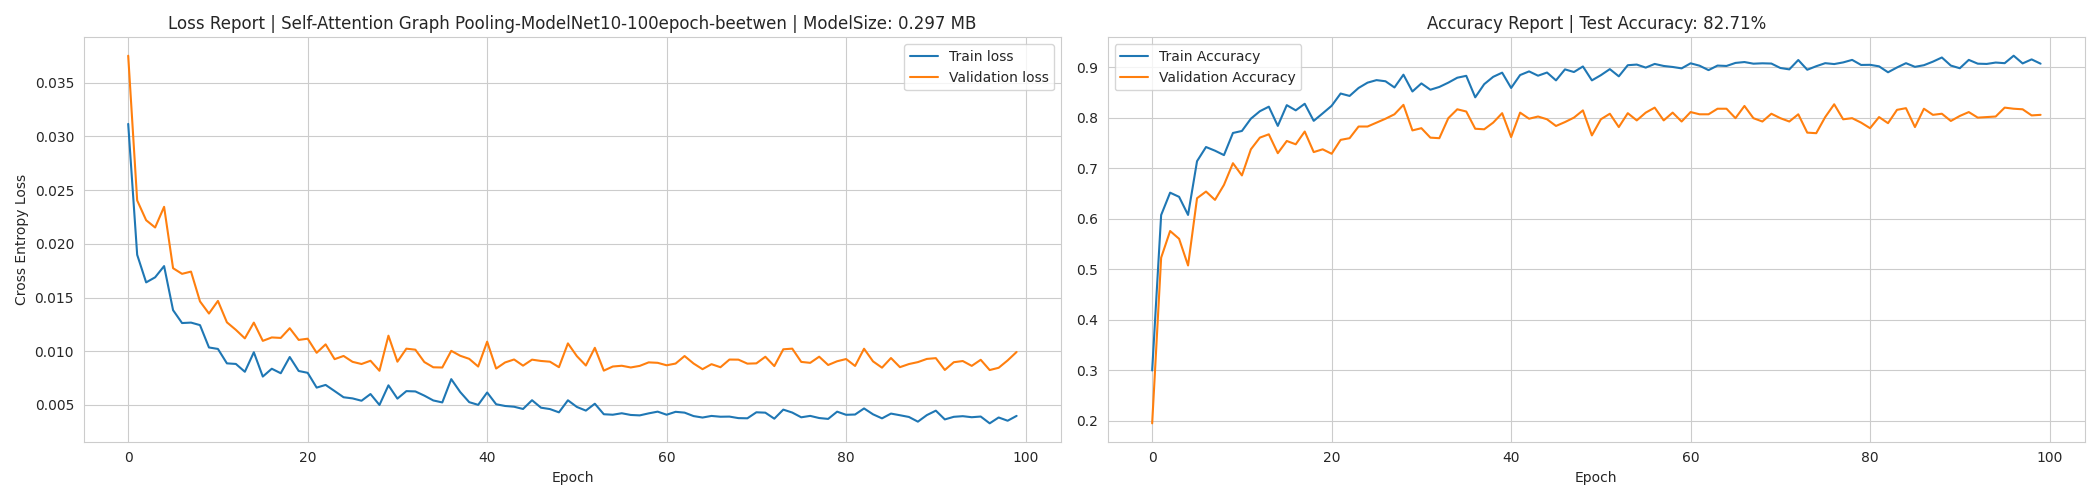 Loss Report | Self-Attention Graph Pooling-ModelNet10-100epoch-beetwen | ModelSize: 0.297 MB
Train loss
Validation loss
Cross Entropy Loss
0.035
0.030
0.025
0.020
0.015
0.010
0.005
0 20 40 60 80 100
Epoch
Accuracy Report | Test Accuracy: 82.71%
Train Accuracy
Validation Accuracy
0.9
0.8
0.7
0.6
0.5
0.4
0.3
0.2
0 20 40 60 80 100
Epoch